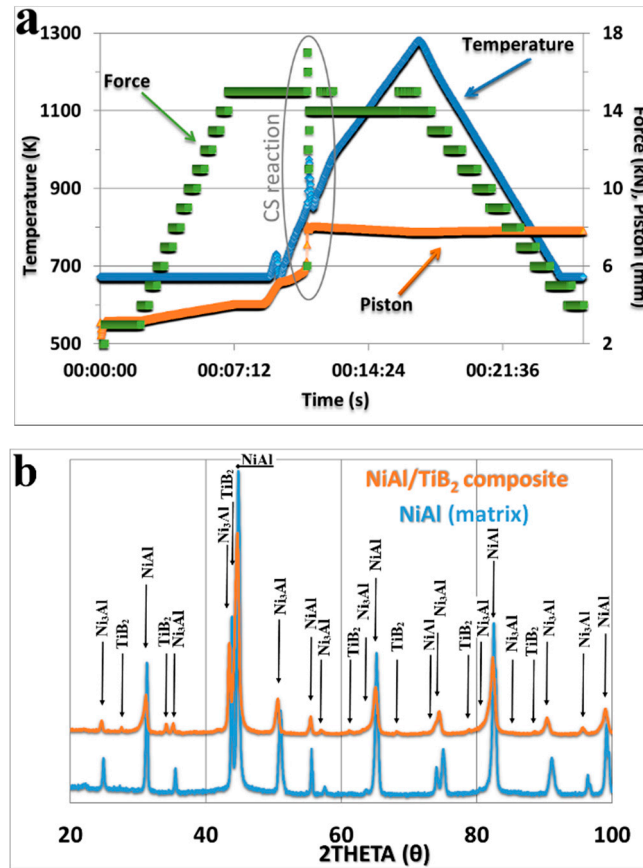 a
1300
1100
900
700
500
Temperature (K)
18
14
10
6
2
Force (kN), Piston (mm)
Force
Temperature
CS reaction
Piston
00:00:00
00:07:12
00:14:24
00:21:36
Time (s)
b
NiAl/TiB₂ composite
NiAl (matrix)
Ni₃Al
TiB₂
NiAl
TiB₂
Ni₃Al
Ni₃Al
TiB₂
NiAl
Ni₃Al
NiAl
Ni₃Al
TiB₂
Ni₃Al
NiAl
TiB₂
NiAl
Ni₃Al
TiB₂
Ni₃Al
NiAl
Ni₃Al
TiB₂
Ni₃Al
Ni₃Al
NiAl
20
40
60
80
100
2THETA (θ)